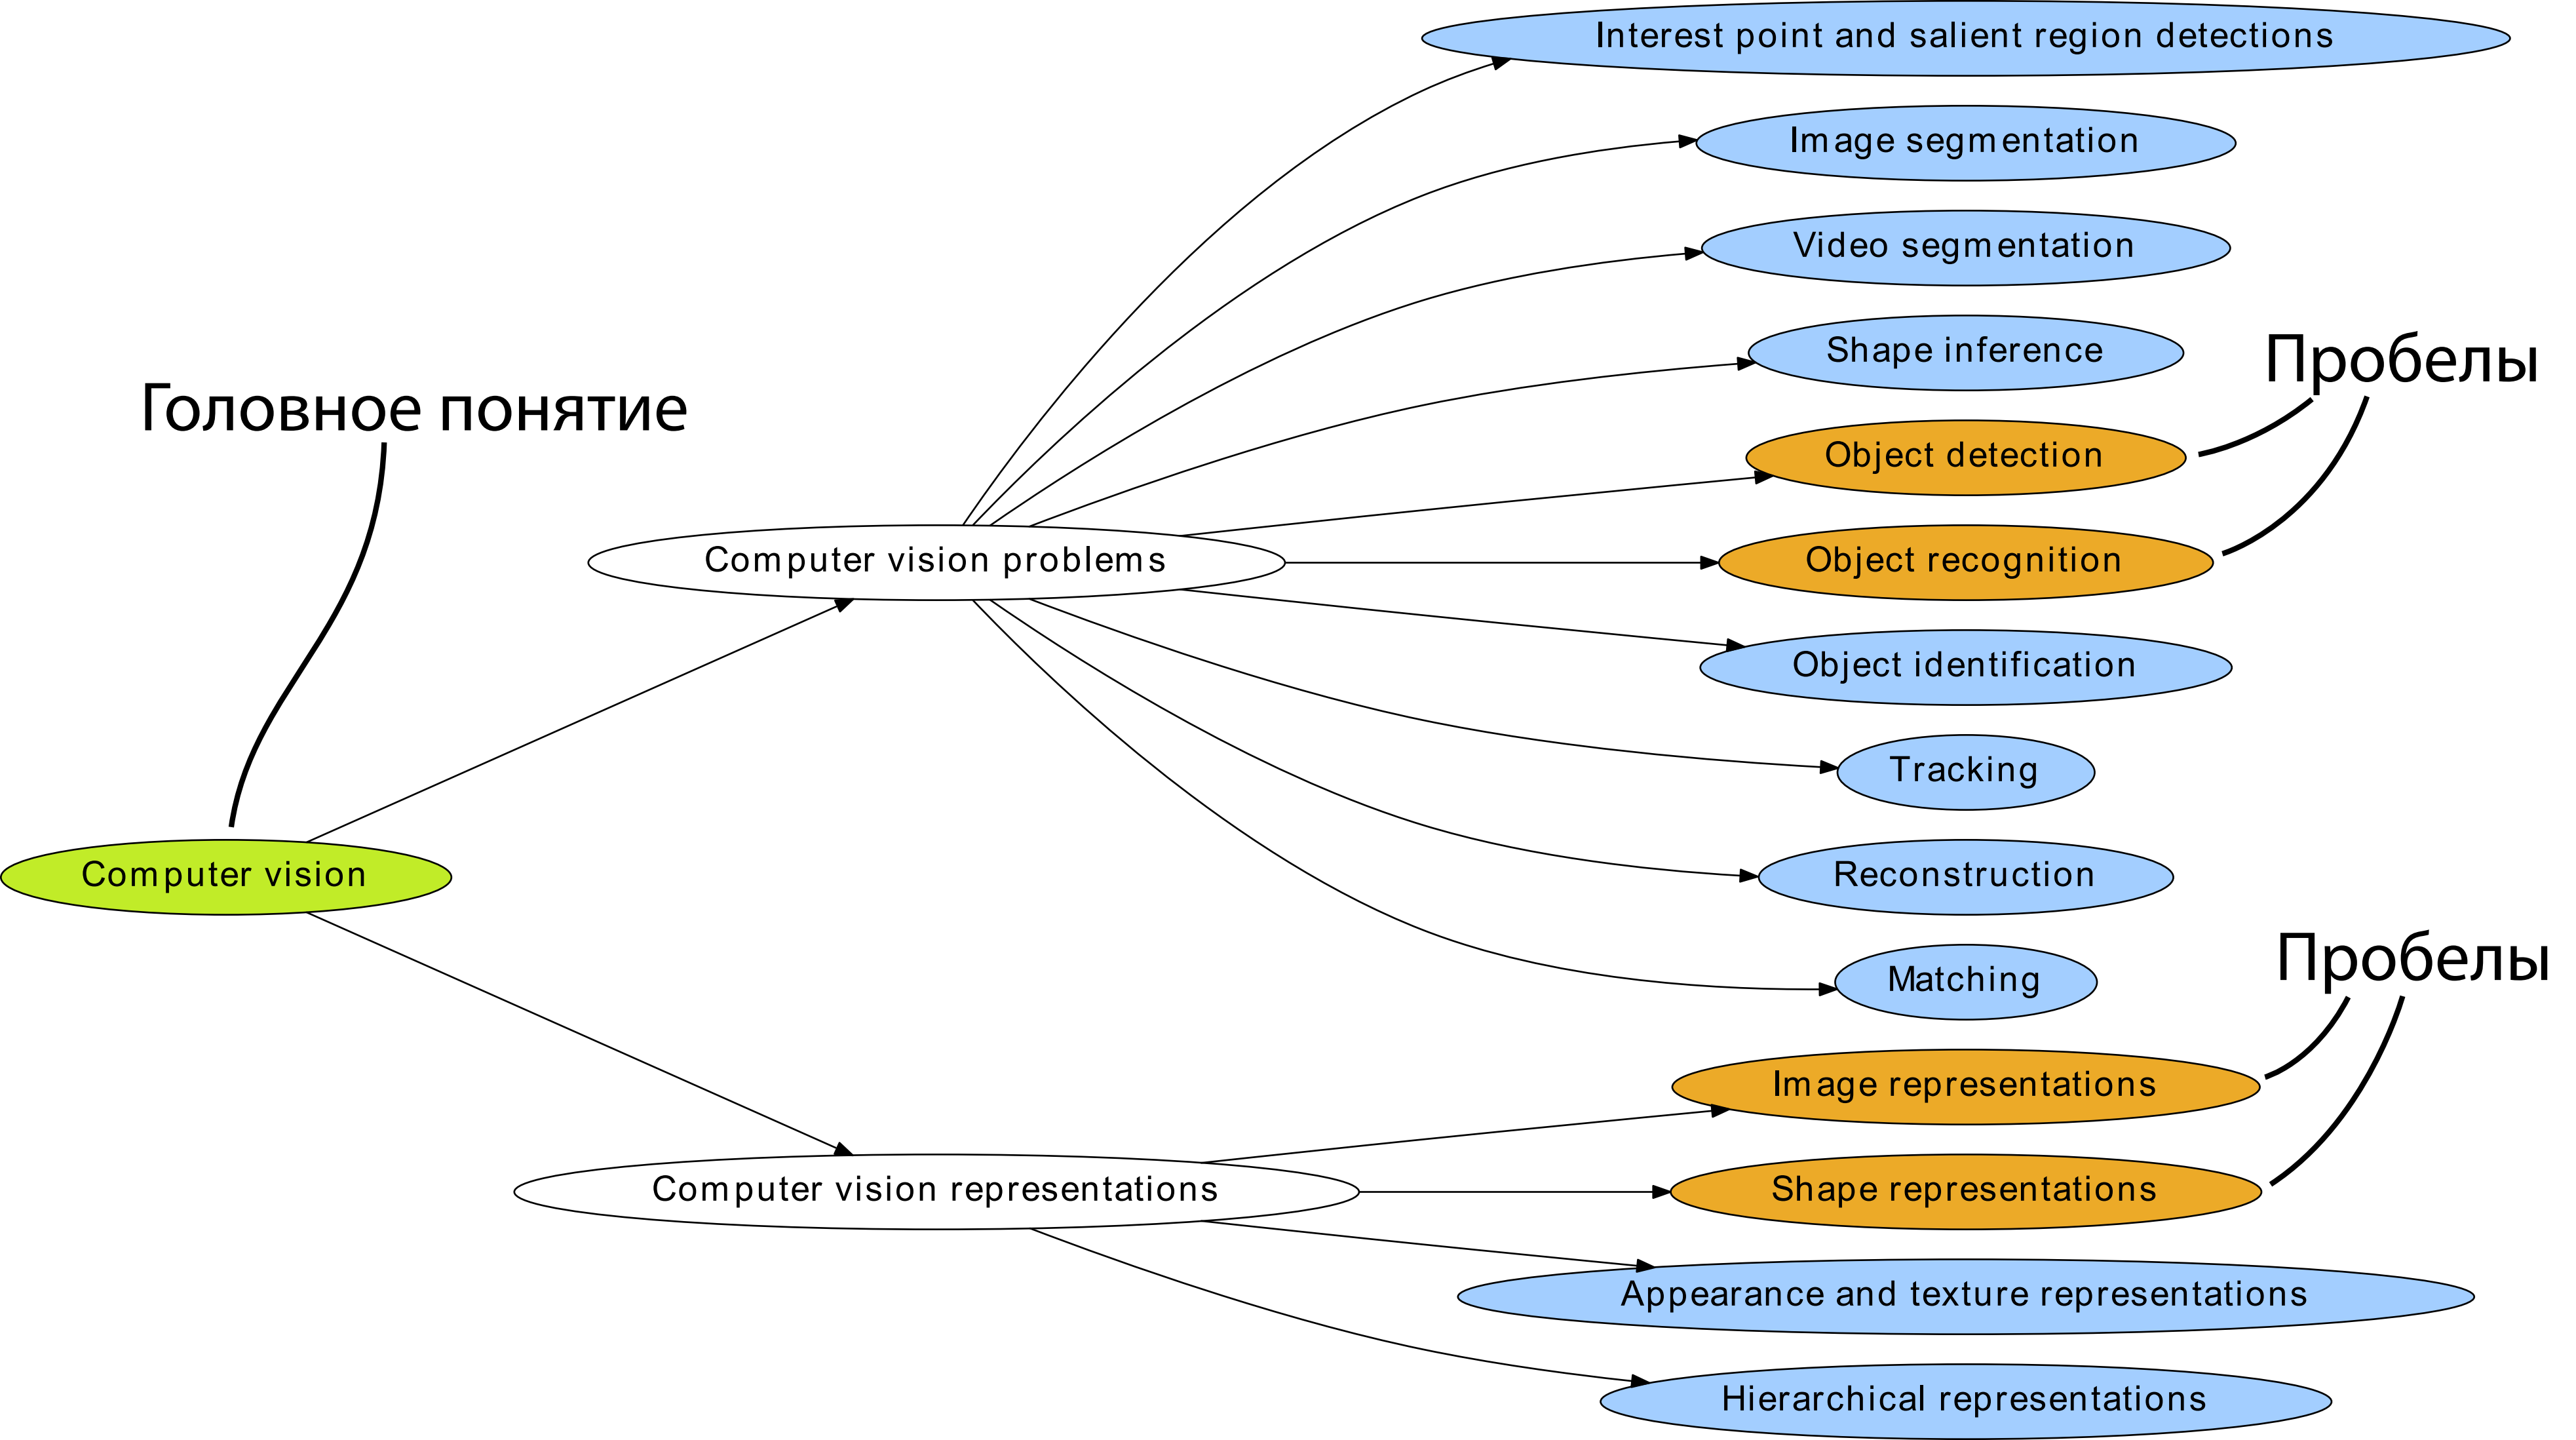 Interest point and salient region detections
Image segmentation
Video segmentation
Shape inference
Пробелы
Головное понятие
Object detection
Computer vision problems
Object recognition
Object identification
Tracking
Computer vision
Reconstruction
Пробелы
Matching
Image representations
Computer vision representations
Shape representations
Appearance and texture representations
Hierarchical representations